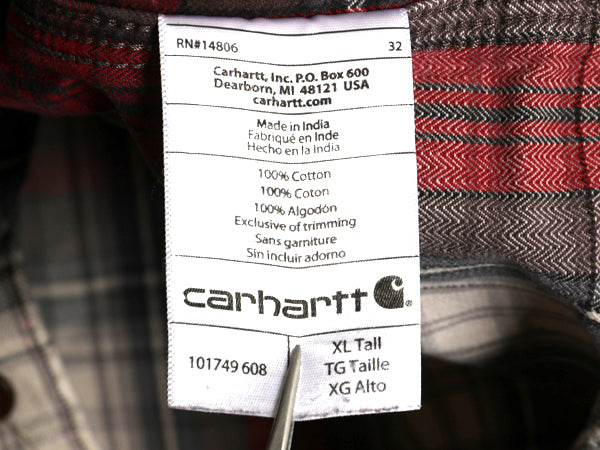 RN#14806 32
Carhartt, Inc. P.O. Box 600
Dearborn, MI 48121 USA
carhartt.com
Made in India
Fabriqué en Inde
Hecho en la India
100% Cotton
100% Coton
100% Algodón
Exclusive of trimming
Sans garniture
Sin incluir adorno
carhartt
101749 608
XL Tall
TG Taille
XG Alto